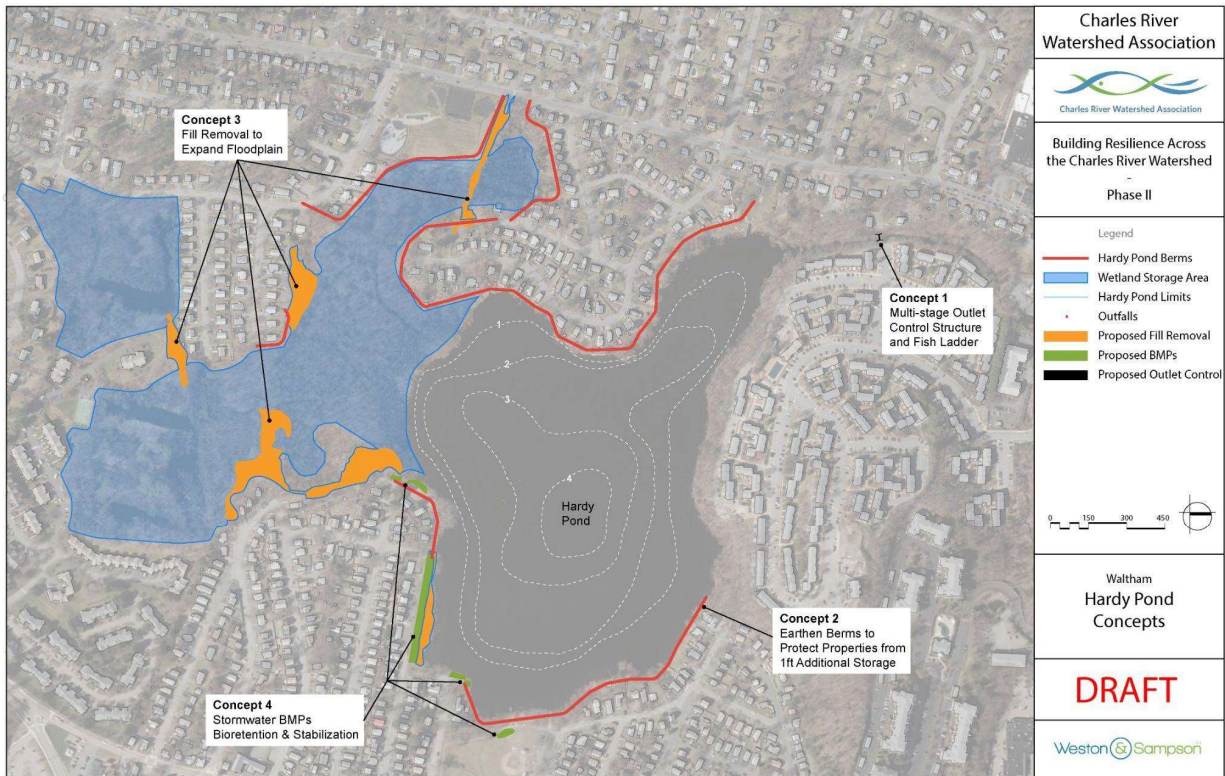 Concept 3
Fill Removal to
Expand Floodplain
Concept 1
Multi-stage Outlet
Control Structure
and Fish Ladder
1
2
3
4
Hardy
Pond
Concept 2
Earthen Berms to
Protect Properties from
1ft Additional Storage
Concept 4
Stormwater BMPs
Bioretention & Stabilization
Charles River
Watershed Association
Charles River Watershed Association
Building Resilience Across
the Charles River Watershed
-
Phase II
Legend
Hardy Pond Berms
Wetland Storage Area
Hardy Pond Limits
Outfalls
Proposed Fill Removal
Proposed BMPs
Proposed Outlet Control
0 150 300 450
Waltham
Hardy Pond
Concepts
DRAFT
Weston & Sampson